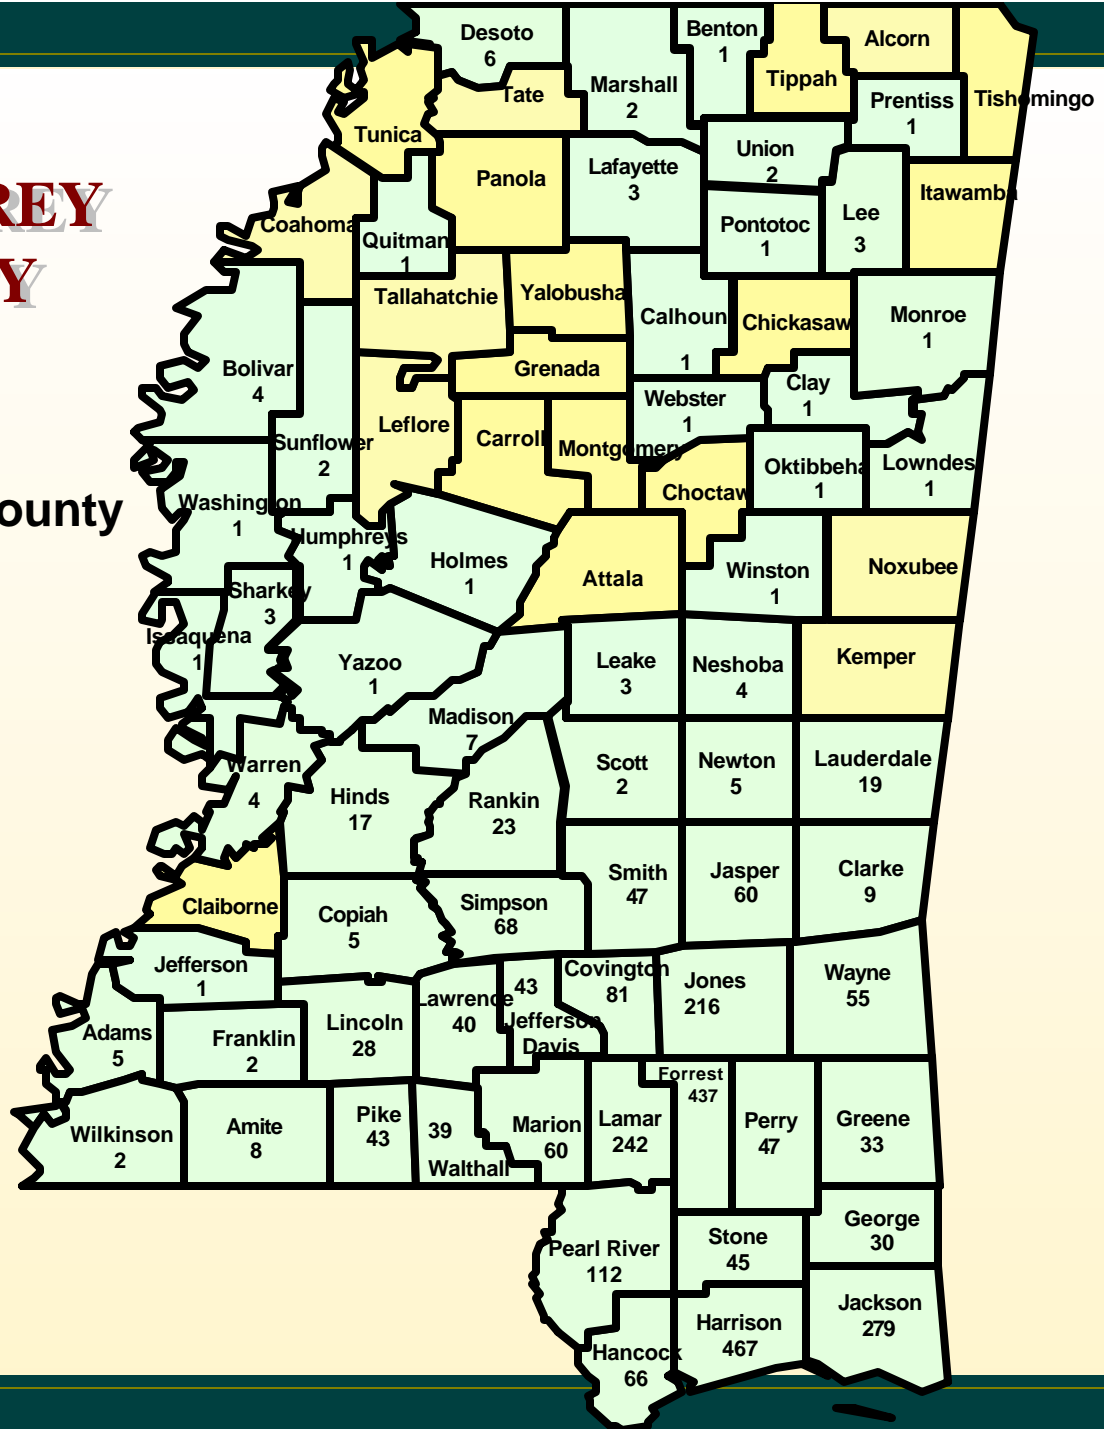 REY
Y
ounty
Desoto
6
Benton
1
Alcorn
Tippah
Tate
Marshall
2
Prentiss
1
Tishomingo
Tunica
Union
2
Lafayette
3
Panola
Itawamba
Coahoma
Quitman
1
Pontotoc
1
Lee
3
Tallahatchie
Yalobusha
Calhoun
1
Chickasaw
Monroe
1
Bolivar
4
Grenada
Clay
1
Webster
1
Sunflower
2
Leflore
Carroll
Montgomery
Choctaw
Oktibbeha
1
Lowndes
1
Washington
1
Humphreys
1
Holmes
1
Attala
Winston
1
Noxubee
Sharkey
3
Issaquena
1
Yazoo
1
Leake
3
Neshoba
4
Kemper
Madison
7
Warren
4
Hinds
17
Rankin
23
Scott
2
Newton
5
Lauderdale
19
Smith
47
Jasper
60
Clarke
9
Claiborne
Copiah
5
Simpson
68
Jefferson
1
Lawrence
40
43
Jefferson
Davis
Covington
81
Jones
216
Wayne
55
Adams
5
Franklin
2
Lincoln
28
Wilkinson
2
Amite
8
Pike
43
39
Walthall
Marion
60
Lamar
242
Forrest
437
Perry
47
Greene
33
Pearl River
112
Stone
45
George
30
Hancock
66
Harrison
467
Jackson
279